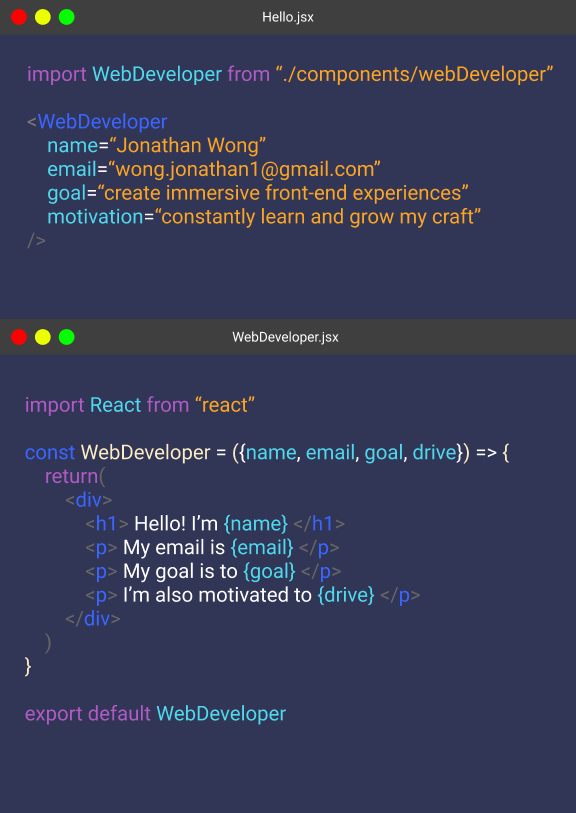 Hello.jsx
import WebDeveloper from “./components/webDeveloper”
<WebDeveloper
name=“Jonathan Wong”
email=“wong.jonathan1@gmail.com”
goal=“create immersive front-end experiences”
motivation=“constantly learn and grow my craft”
/>
WebDeveloper.jsx
import React from “react”
const WebDeveloper = ({name, email, goal, drive}) => {
return(
<div>
<h1> Hello! I’m {name} </h1>
<p> My email is {email} </p>
<p> My goal is to {goal} </p>
<p> I’m also motivated to {drive} </p>
</div>
)
}
export default WebDeveloper